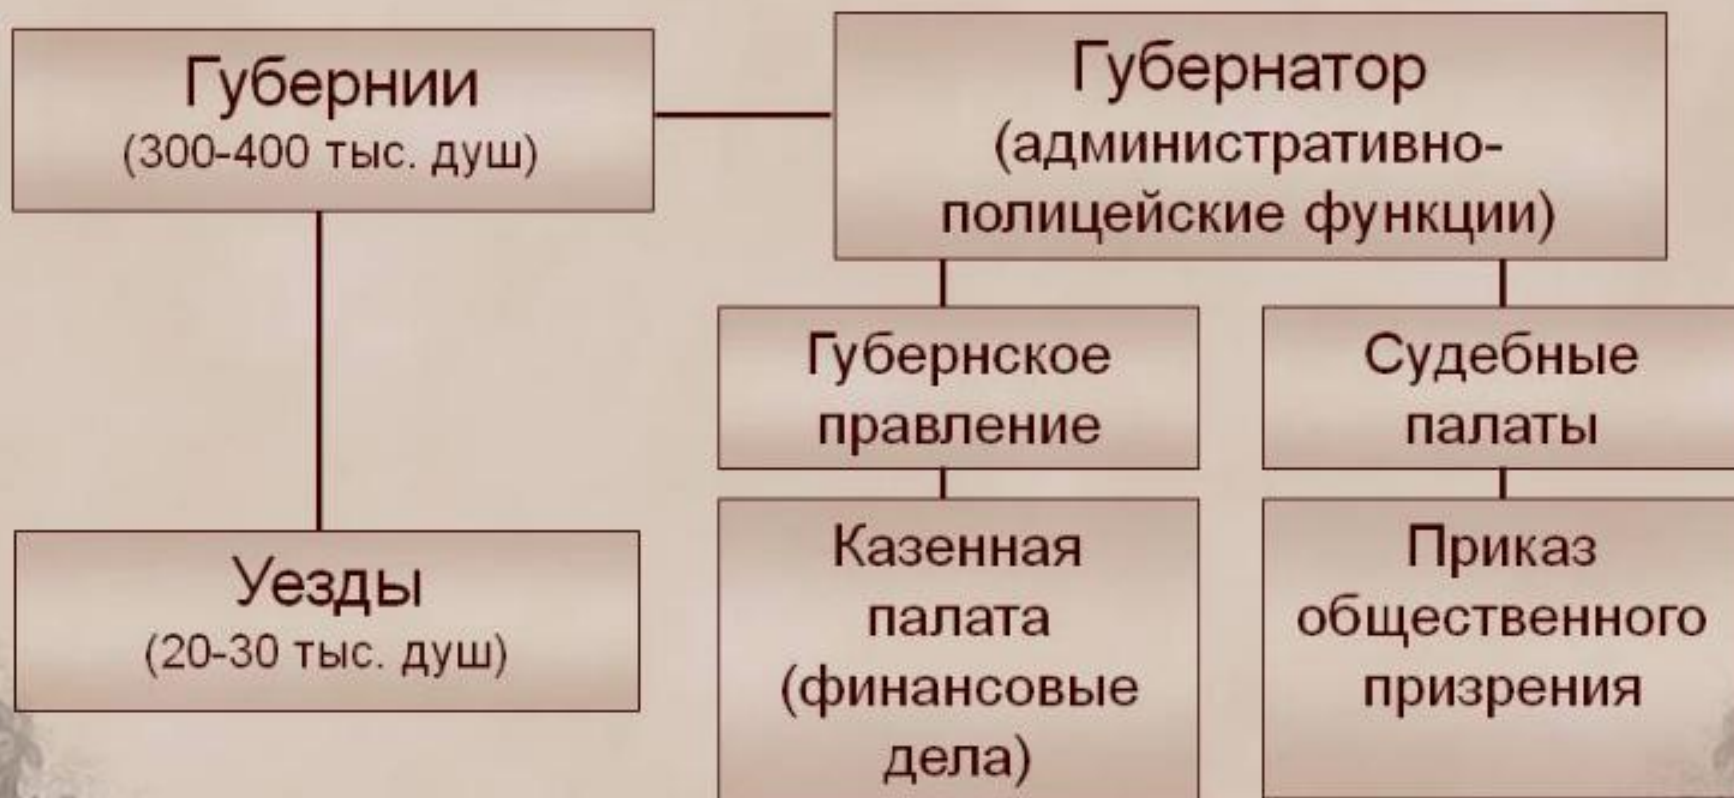 Губернии
(300-400 тыс. душ)
Губернатор
(административно-
полицейские функции)
Губернское
правление
Судебные
палаты
Уезды
(20-30 тыс. душ)
Казенная
палата
(финансовые
дела)
Приказ
общественного
призрения